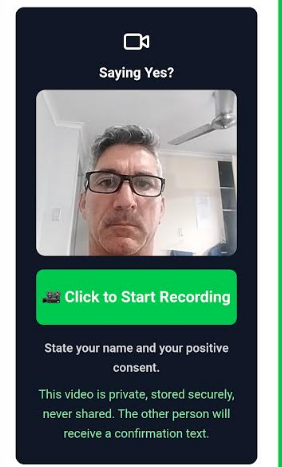 Saying Yes?
Click to Start Recording
State your name and your positive
consent.
This video is private, stored securely,
never shared. The other person will
receive a confirmation text.